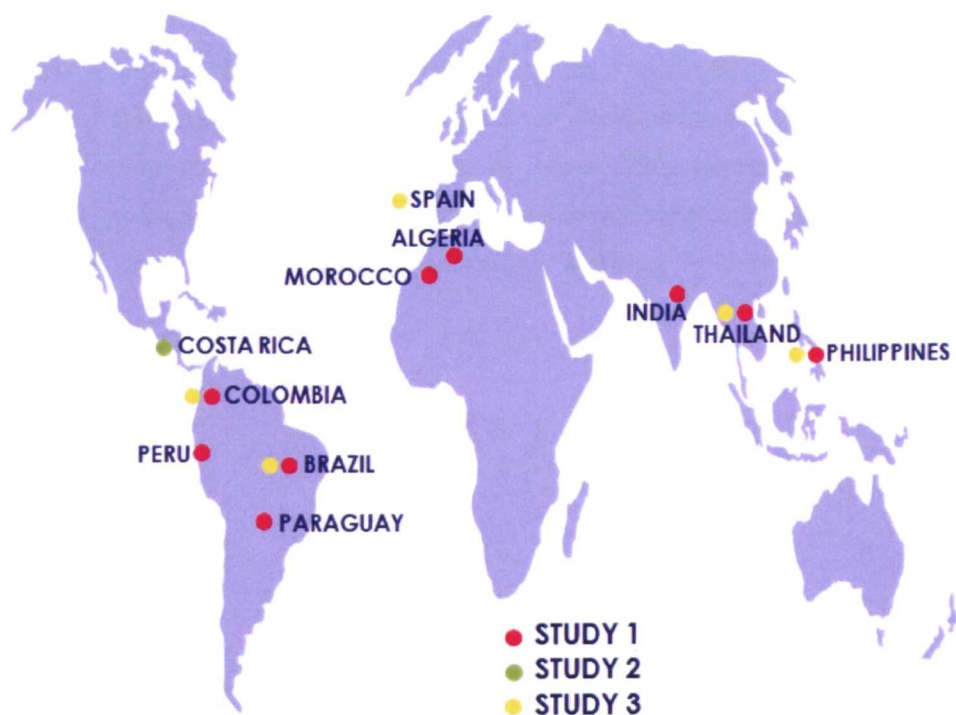 SPAIN
ALGERIA
MOROCCO
INDIA
THAILAND
PHILIPPINES
COSTA RICA
COLOMBIA
PERU
BRAZIL
PARAGUAY
STUDY 1
STUDY 2
STUDY 3